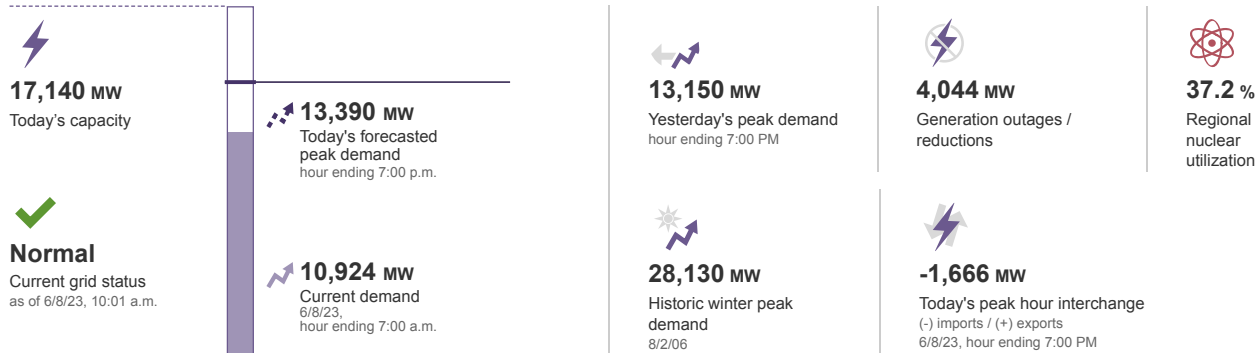 17,140 MW
Today's capacity
Normal
Current grid status
as of 6/8/23, 10:01 a.m.
13,390 MW
Today's forecasted
peak demand
hour ending 7:00 p.m.
10,924 MW
Current demand
6/8/23,
hour ending 7:00 a.m.
13,150 MW
Yesterday's peak demand
hour ending 7:00 PM
4,044 MW
Generation outages /
reductions
37.2 %
Regional
nuclear
utilization
28,130 MW
Historic winter peak
demand
8/2/06
-1,666 MW
Today's peak hour interchange
(-) imports / (+) exports
6/8/23, hour ending 7:00 PM